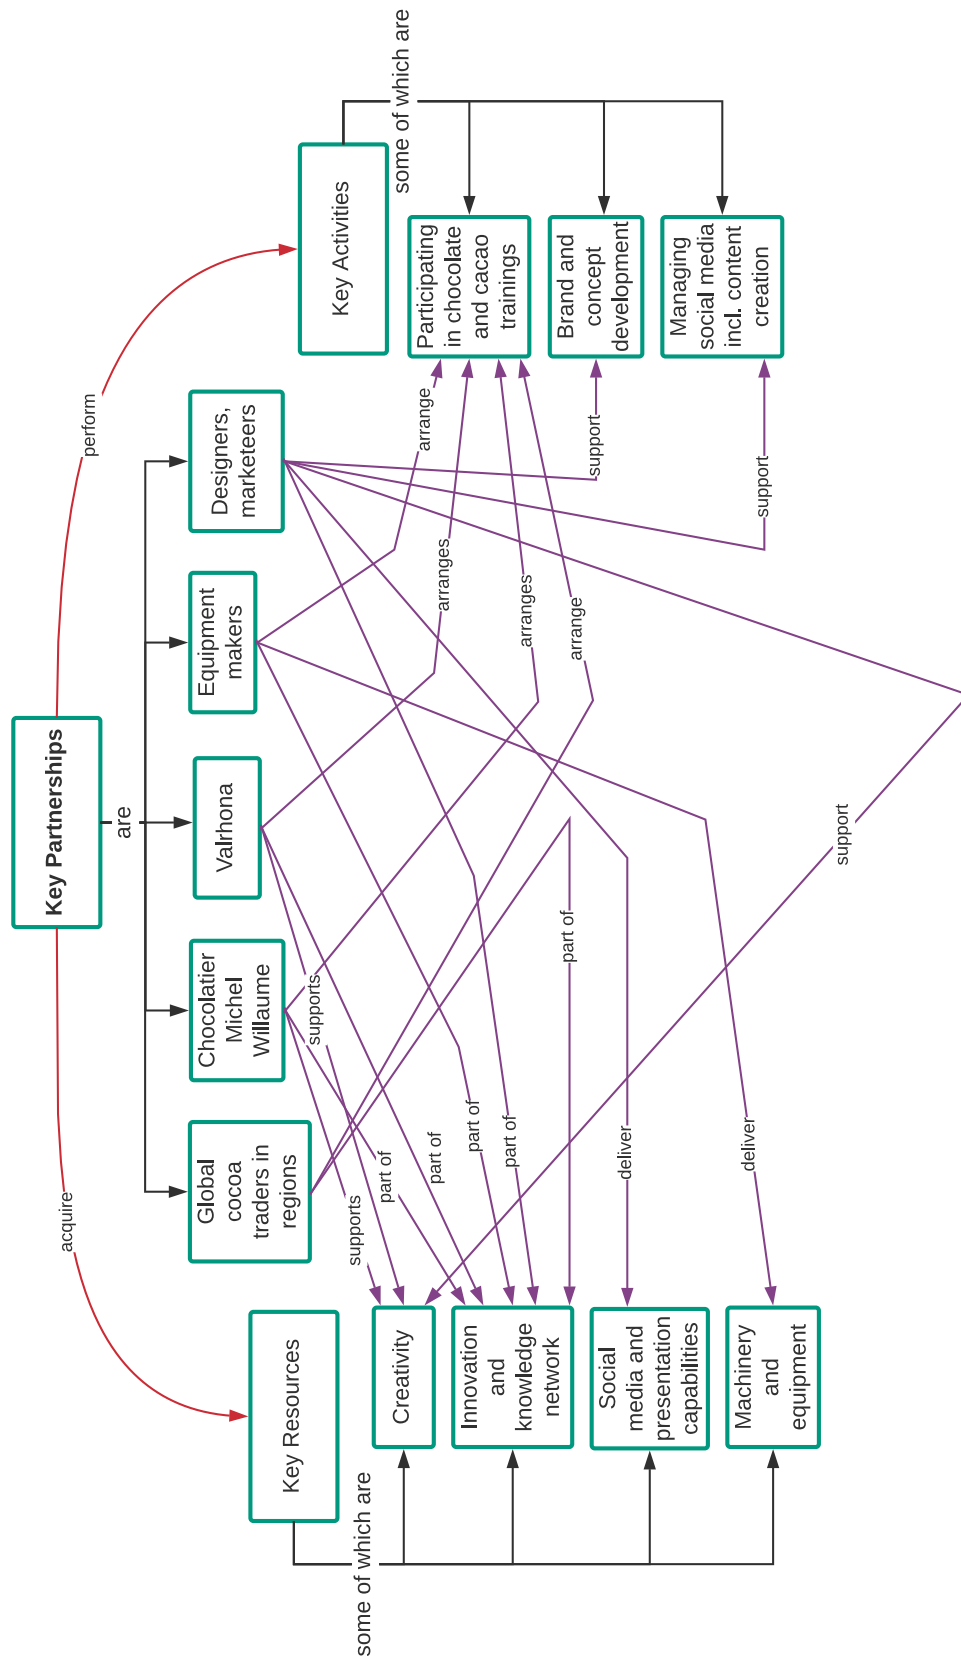 Key Partnerships
acquire
perform
are
Global
cocoa
traders in
regions
Chocolatier
Michel
Willaume
Valrhona
Equipment
makers
Designers,
marketeers
Key Resources
Key Activities
some of which are
some of which are
Creativity
Innovation
and
knowledge
network
Social
media and
presentation
capabilities
Machinery
and
equipment
Participating
in chocolate
and cacao
trainings
Brand and
concept
development
Managing
social media
incl. content
creation
supports
supports
part of
part of
part of
part of
part of
deliver
deliver
support
arrange
arranges
arranges
arrange
support
support